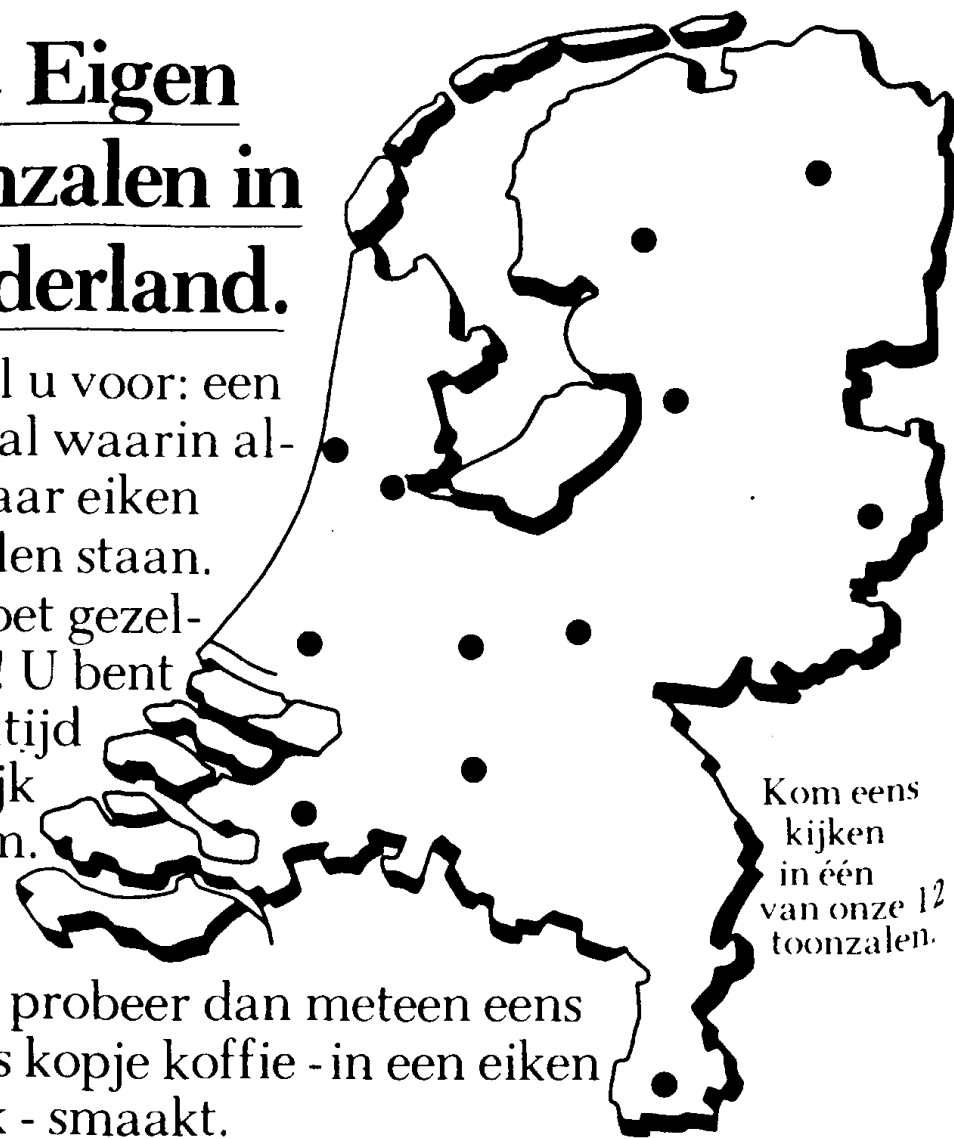 Eigen
nzalen in
derland.
l u voor: een
al waarin al-
aar eiken
len staan.
oet gezel-
! U bent
tijd
jk
n.
Kom eens
kijken
in één
van onze 12
toonzalen.
probeer dan meteen eens
s kopje koffie - in een eiken
k - smaakt.